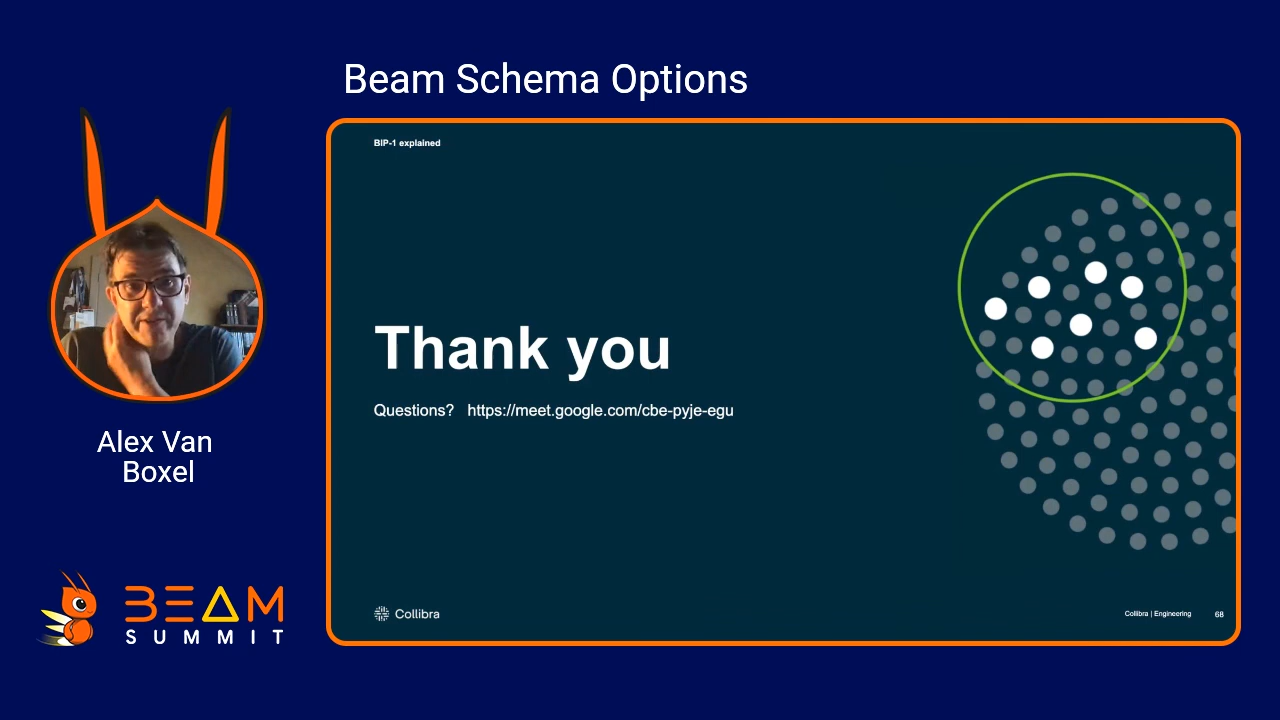 Beam Schema Options
BIP-1 explained
Thank you
Questions? https://meet.google.com/cbe-pyje-egu
Alex Van
Boxel
BEAM
SUMMIT
Collibra
Collibra | Engineering
68